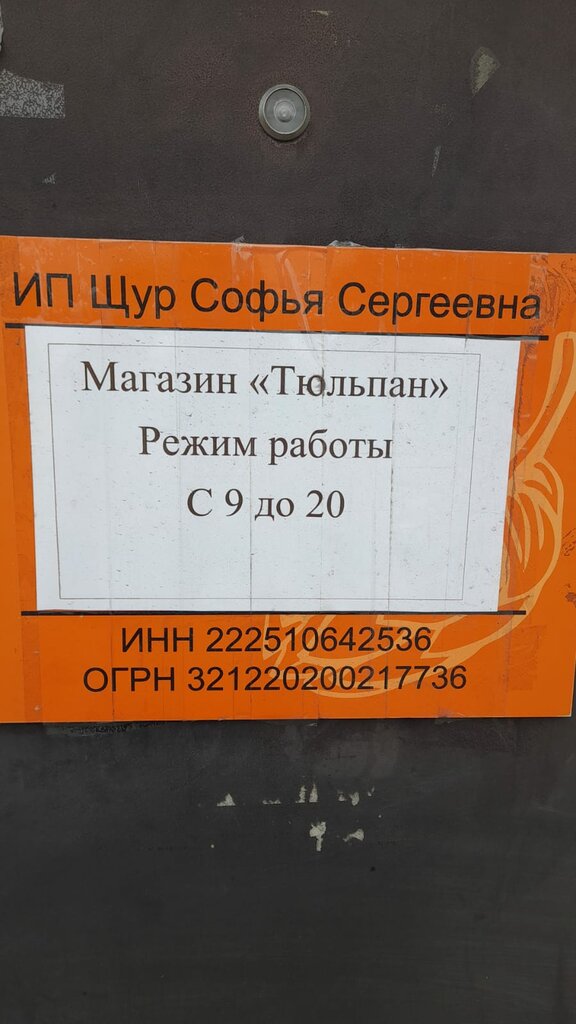 ИП Щур Софья Сергеевна
Магазин «Тюльпан»
Режим работы
С 9 до 20
ИНН 222510642536
ОГРН 321220200217736